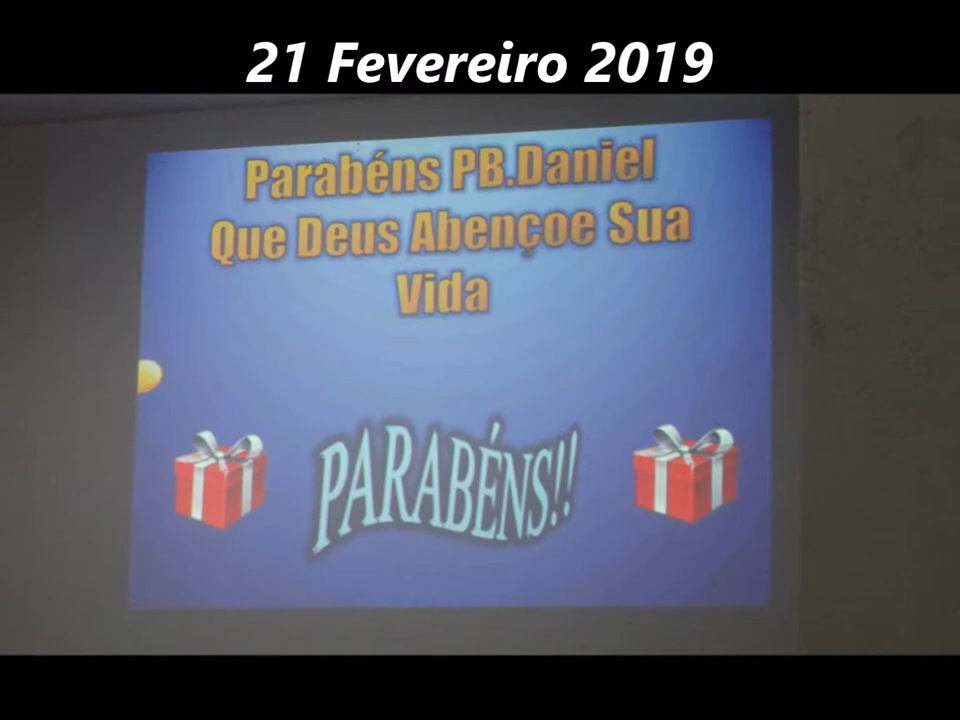 21 Fevereiro 2019
Parabéns PB.Daniel
Que Deus Abençoe Sua
Vida
PARABÉNS!!